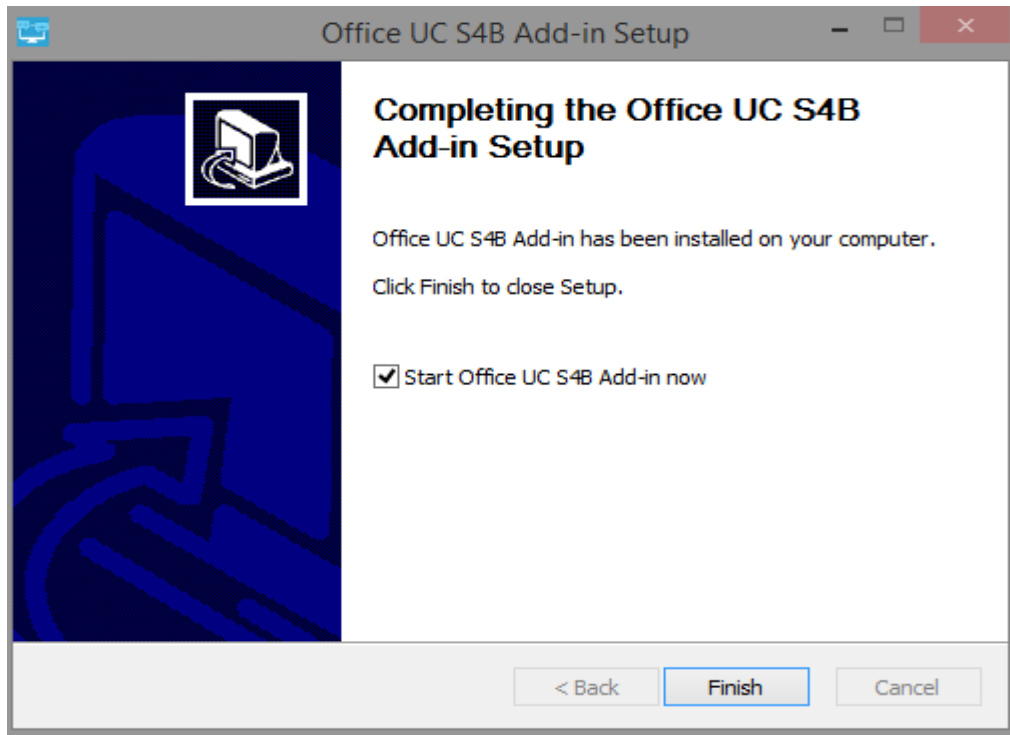 Office UC S4B Add-in Setup
Completing the Office UC S4B
Add-in Setup
Office UC S4B Add-in has been installed on your computer.
Click Finish to close Setup.
Start Office UC S4B Add-in now
< Back
Finish
Cancel